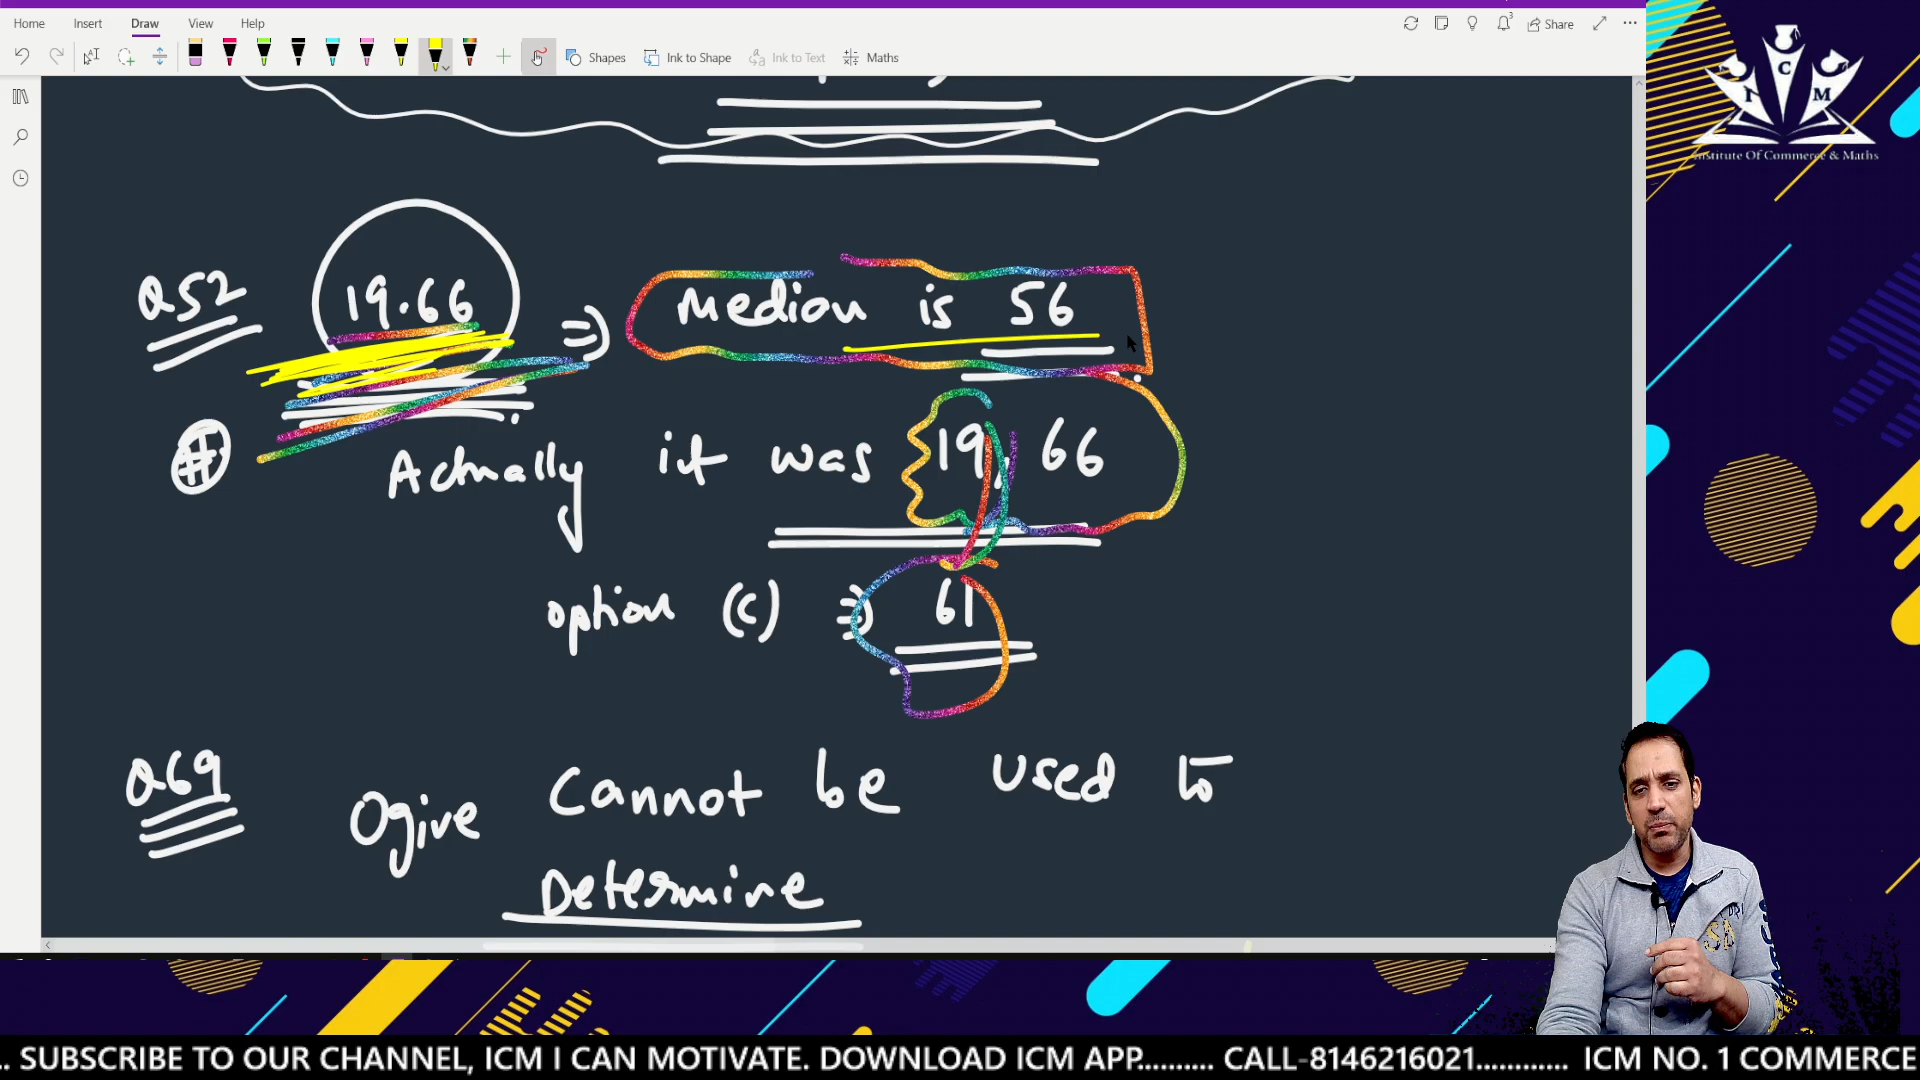 Home Insert Draw View Help
3 Share
Shapes Ink to Shape Ink to Text Maths
I C M
Institute Of Commerce & Maths
Q52 19.66 ⇒ Median is 56
# Actually it was 19, 66
option (c) ⇒ 61
Q69 Ogive cannot be used to
Determine
.. SUBSCRIBE TO OUR CHANNEL, ICM I CAN MOTIVATE. DOWNLOAD ICM APP.......... CALL-8146216021............ ICM NO. 1 COMMERCE